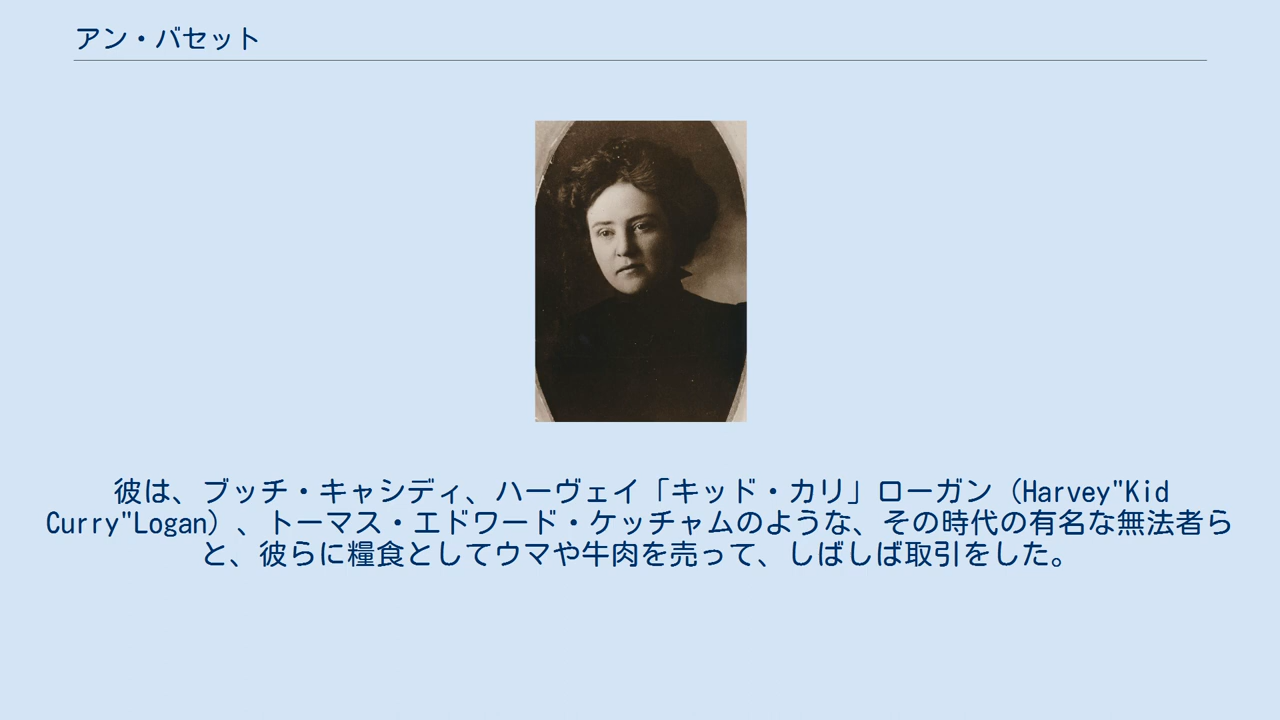 アン・バセット
彼は、ブッチ・キャシディ、ハーヴェイ「キッド・カリ」ローガン（Harvey"Kid
Curry"Logan）、トーマス・エドワード・ケッチャムのような、その時代の有名な無法者ら
と、彼らに糧食としてウマや牛肉を売って、しばしば取引をした。